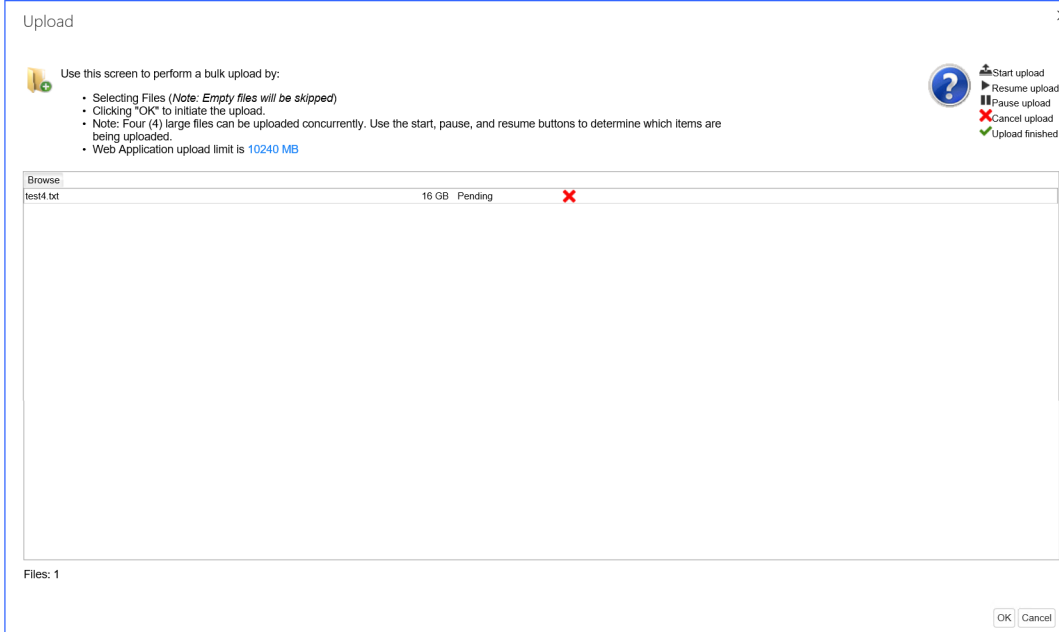 Upload
Use this screen to perform a bulk upload by:
• Selecting Files (Note: Empty files will be skipped)
• Clicking "OK" to initiate the upload.
• Note: Four (4) large files can be uploaded concurrently. Use the start, pause, and resume buttons to determine which items are
being uploaded.
• Web Application upload limit is 10240 MB
Start upload
Resume upload
Pause upload
Cancel upload
Upload finished
Browse
test4.txt 16 GB Pending
Files: 1
OK Cancel